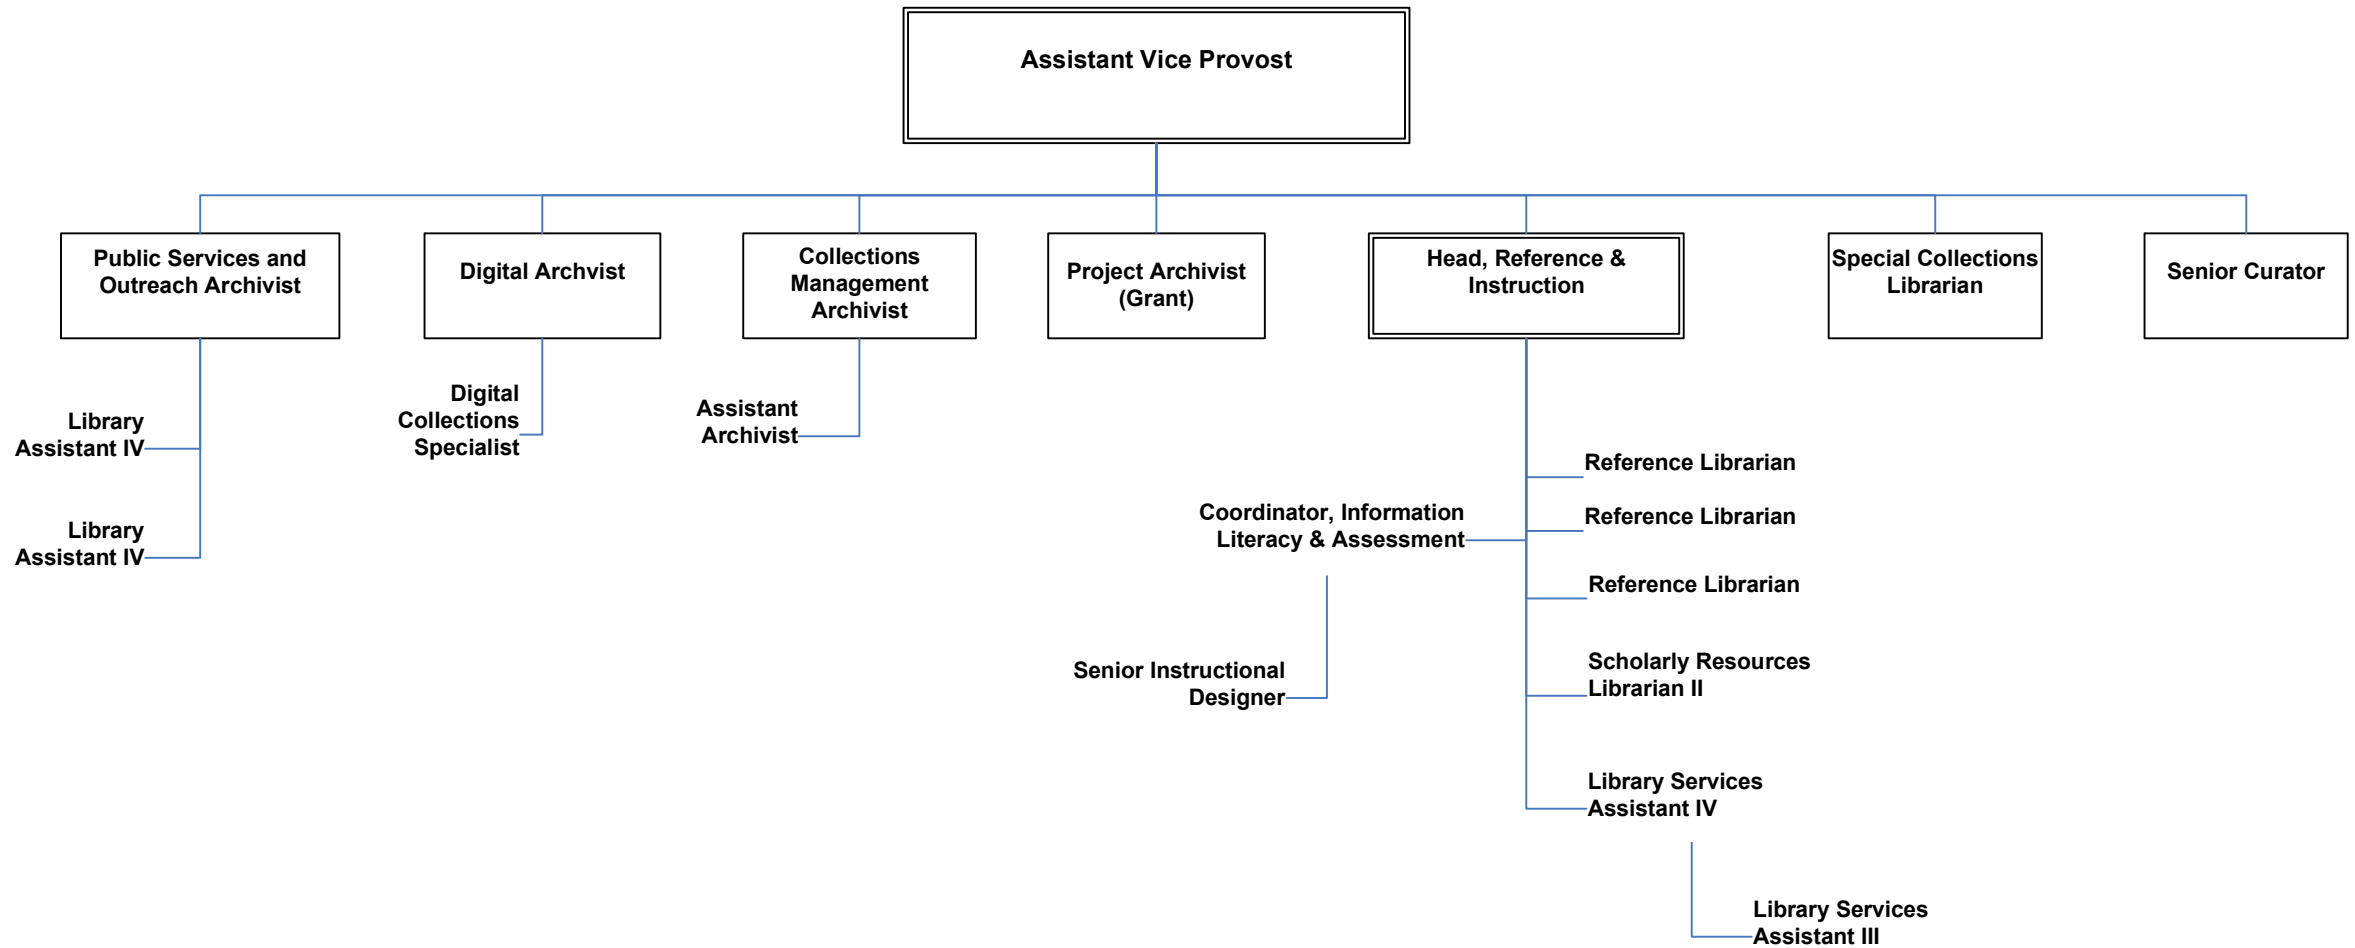 Assistant Vice Provost
Public Services and
Outreach Archivist
Digital Archvist
Collections
Management
Archivist
Project Archivist
(Grant)
Head, Reference &
Instruction
Special Collections
Librarian
Senior Curator
Library
Assistant IV
Library
Assistant IV
Digital
Collections
Specialist
Assistant
Archivist
Coordinator, Information
Literacy & Assessment
Senior Instructional
Designer
Reference Librarian
Reference Librarian
Reference Librarian
Scholarly Resources
Librarian II
Library Services
Assistant IV
Library Services
Assistant III